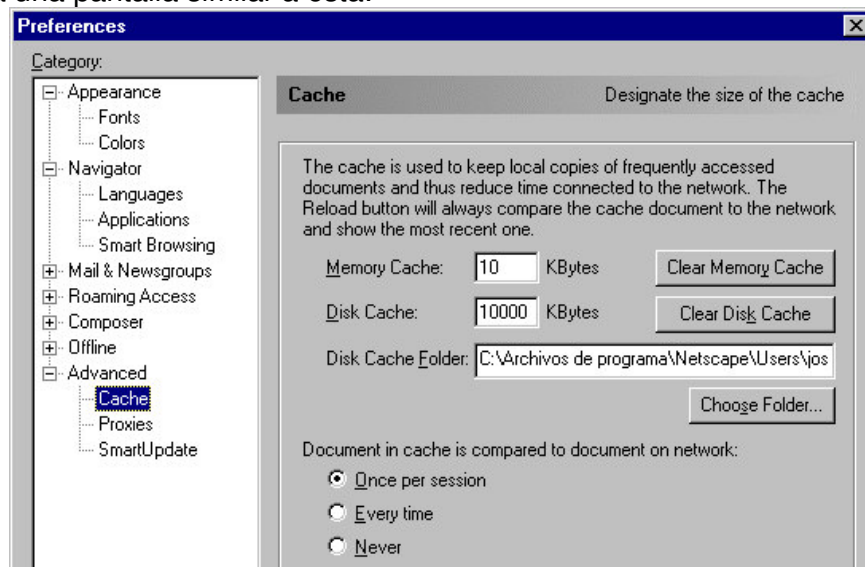 una pantalla similar a esta:
Preferences
Category:
Appearance
Fonts
Colors
Navigator
Languages
Applications
Smart Browsing
Mail & Newsgroups
Roaming Access
Composer
Offline
Advanced
Cache
Proxies
SmartUpdate
Cache Designate the size of the cache
The cache is used to keep local copies of frequently accessed
documents and thus reduce time connected to the network. The
Reload button will always compare the cache document to the network
and show the most recent one.
Memory Cache: 10 KBytes Clear Memory Cache
Disk Cache: 10000 KBytes Clear Disk Cache
Disk Cache Folder: C:\Archivos de programa\Netscape\Users\jos
Choose Folder...
Document in cache is compared to document on network:
Once per session
Every time
Never